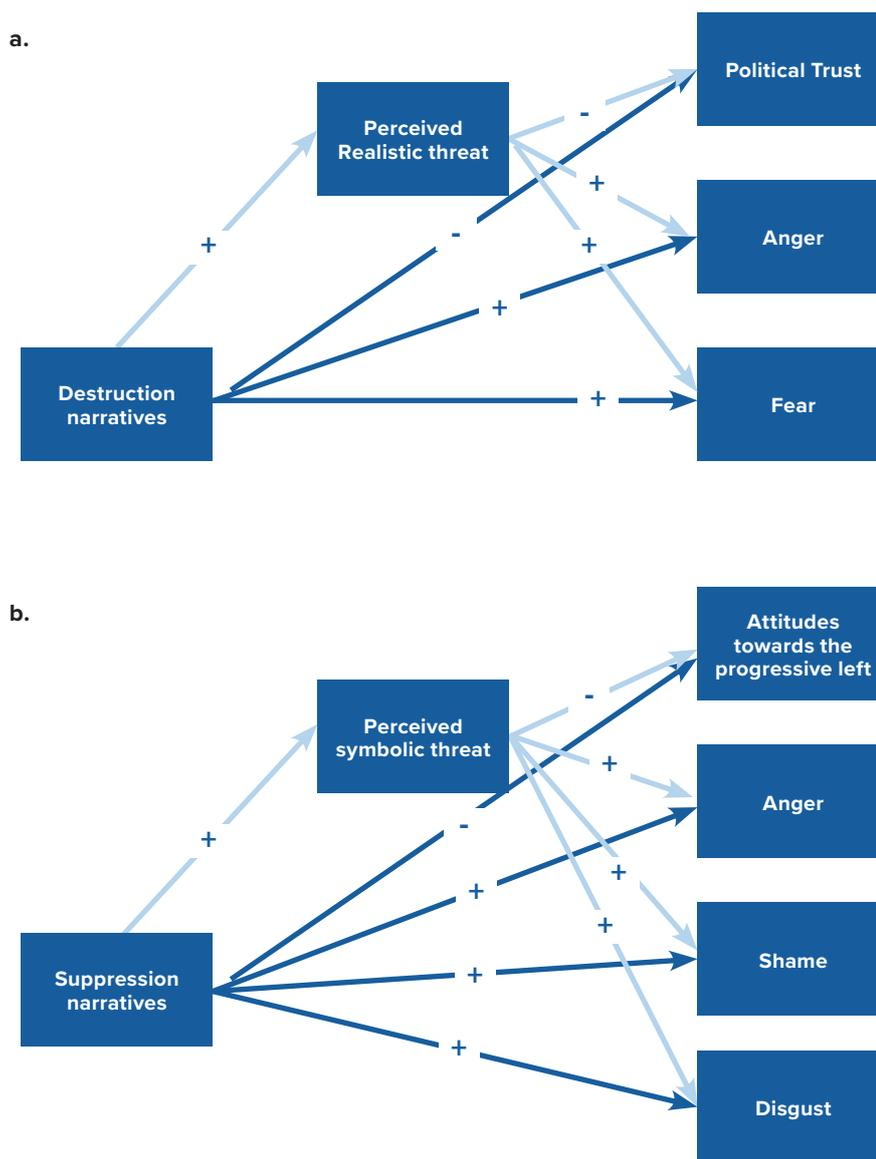 a.
Political Trust
Perceived
Realistic threat
-
+
+
+
-
Anger
+
Destruction
narratives
+
Fear
b.
Attitudes
towards the
progressive left
Perceived
symbolic threat
-
+
Anger
-
+
+
+
+
Shame
Suppression
narratives
+
+
Disgust